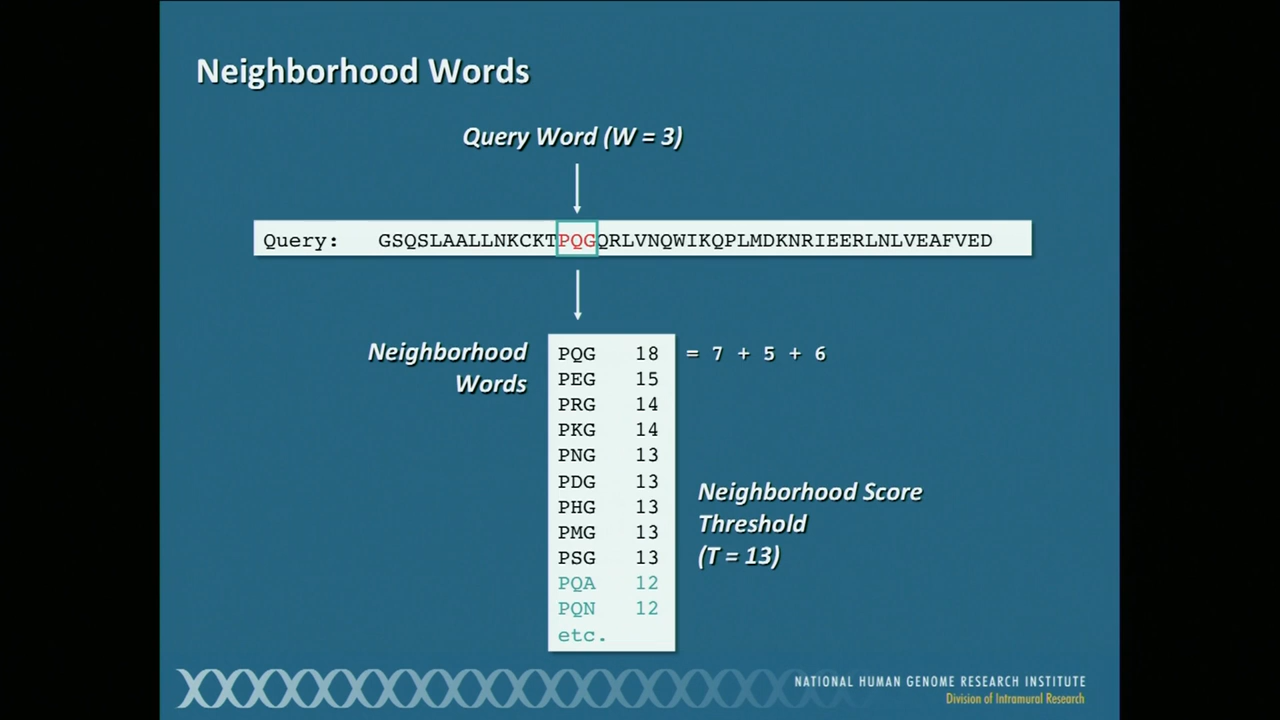 Neighborhood Words
Query Word (W = 3)
Query: GSQSLAALLNKCKTPQGQRLVNQWIKQPLMDKNRIEERLNLVEAFVED
Neighborhood
Words
PQG 18 = 7 + 5 + 6
PEG 15
PRG 14
PKG 14
PNG 13
PDG 13
PHG 13
PMG 13
PSG 13
PQA 12
PQN 12
etc.
Neighborhood Score
Threshold
(T = 13)
NATIONAL HUMAN GENOME RESEARCH INSTITUTE
Division of Intramural Research